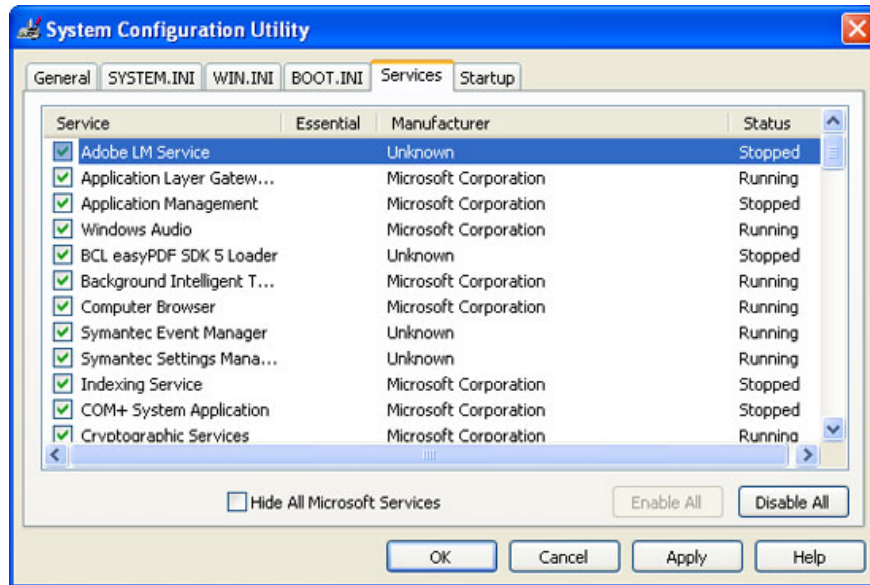 System Configuration Utility
General SYSTEM.INI WIN.INI BOOT.INI Services Startup
Service Essential Manufacturer Status
Adobe LM Service Unknown Stopped
Application Layer Gatew... Microsoft Corporation Running
Application Management Microsoft Corporation Stopped
Windows Audio Microsoft Corporation Running
BCL easyPDF SDK 5 Loader Unknown Stopped
Background Intelligent T... Microsoft Corporation Running
Computer Browser Microsoft Corporation Running
Symantec Event Manager Unknown Running
Symantec Settings Mana... Unknown Running
Indexing Service Microsoft Corporation Stopped
COM+ System Application Microsoft Corporation Stopped
Cryptographic Services Microsoft Corporation Running
Hide All Microsoft Services Enable All Disable All
OK Cancel Apply Help